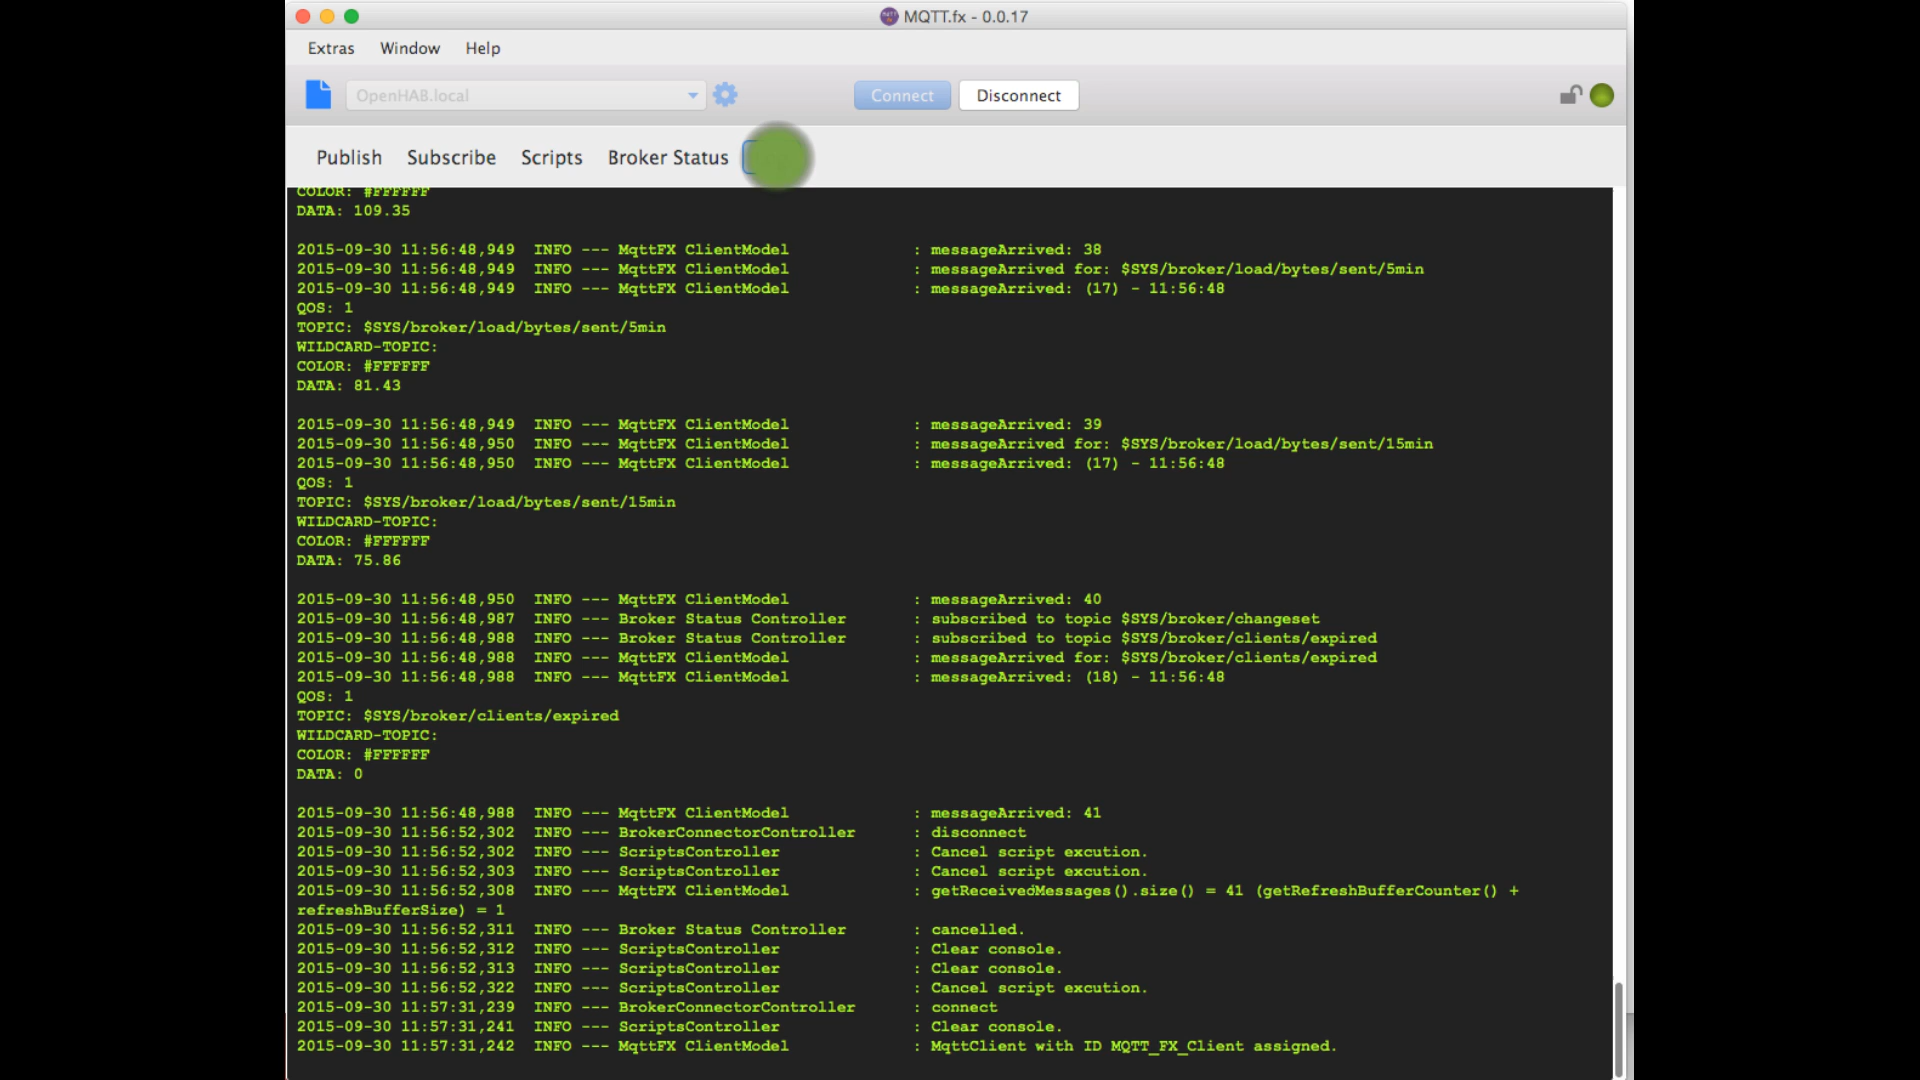 MQTT.fx - 0.0.17
Extras Window Help
OpenHAB.local Connect Disconnect
Publish Subscribe Scripts Broker Status
COLOR: #FFFFFF
DATA: 109.35
2015-09-30 11:56:48,949 INFO --- MqttFX ClientModel : messageArrived: 38
2015-09-30 11:56:48,949 INFO --- MqttFX ClientModel : messageArrived for: $SYS/broker/load/bytes/sent/5min
2015-09-30 11:56:48,949 INFO --- MqttFX ClientModel : messageArrived: (17) - 11:56:48
QOS: 1
TOPIC: $SYS/broker/load/bytes/sent/5min
WILDCARD-TOPIC:
COLOR: #FFFFFF
DATA: 81.43
2015-09-30 11:56:48,949 INFO --- MqttFX ClientModel : messageArrived: 39
2015-09-30 11:56:48,950 INFO --- MqttFX ClientModel : messageArrived for: $SYS/broker/load/bytes/sent/15min
2015-09-30 11:56:48,950 INFO --- MqttFX ClientModel : messageArrived: (17) - 11:56:48
QOS: 1
TOPIC: $SYS/broker/load/bytes/sent/15min
WILDCARD-TOPIC:
COLOR: #FFFFFF
DATA: 75.86
2015-09-30 11:56:48,950 INFO --- MqttFX ClientModel : messageArrived: 40
2015-09-30 11:56:48,987 INFO --- Broker Status Controller : subscribed to topic $SYS/broker/changeset
2015-09-30 11:56:48,988 INFO --- Broker Status Controller : subscribed to topic $SYS/broker/clients/expired
2015-09-30 11:56:48,988 INFO --- MqttFX ClientModel : messageArrived for: $SYS/broker/clients/expired
2015-09-30 11:56:48,988 INFO --- MqttFX ClientModel : messageArrived: (18) - 11:56:48
QOS: 1
TOPIC: $SYS/broker/clients/expired
WILDCARD-TOPIC:
COLOR: #FFFFFF
DATA: 0
2015-09-30 11:56:48,988 INFO --- MqttFX ClientModel : messageArrived: 41
2015-09-30 11:56:52,302 INFO --- BrokerConnectorController : disconnect
2015-09-30 11:56:52,302 INFO --- ScriptsController : Cancel script excution.
2015-09-30 11:56:52,303 INFO --- ScriptsController : Cancel script excution.
2015-09-30 11:56:52,308 INFO --- MqttFX ClientModel : getReceivedMessages().size() = 41 (getRefreshBufferCounter() +
refreshBufferSize) = 1
2015-09-30 11:56:52,311 INFO --- Broker Status Controller : cancelled.
2015-09-30 11:56:52,312 INFO --- ScriptsController : Clear console.
2015-09-30 11:56:52,313 INFO --- ScriptsController : Clear console.
2015-09-30 11:56:52,322 INFO --- ScriptsController : Cancel script excution.
2015-09-30 11:57:31,239 INFO --- BrokerConnectorController : connect
2015-09-30 11:57:31,241 INFO --- ScriptsController : Clear console.
2015-09-30 11:57:31,242 INFO --- MqttFX ClientModel : MqttClient with ID MQTT_FX_Client assigned.